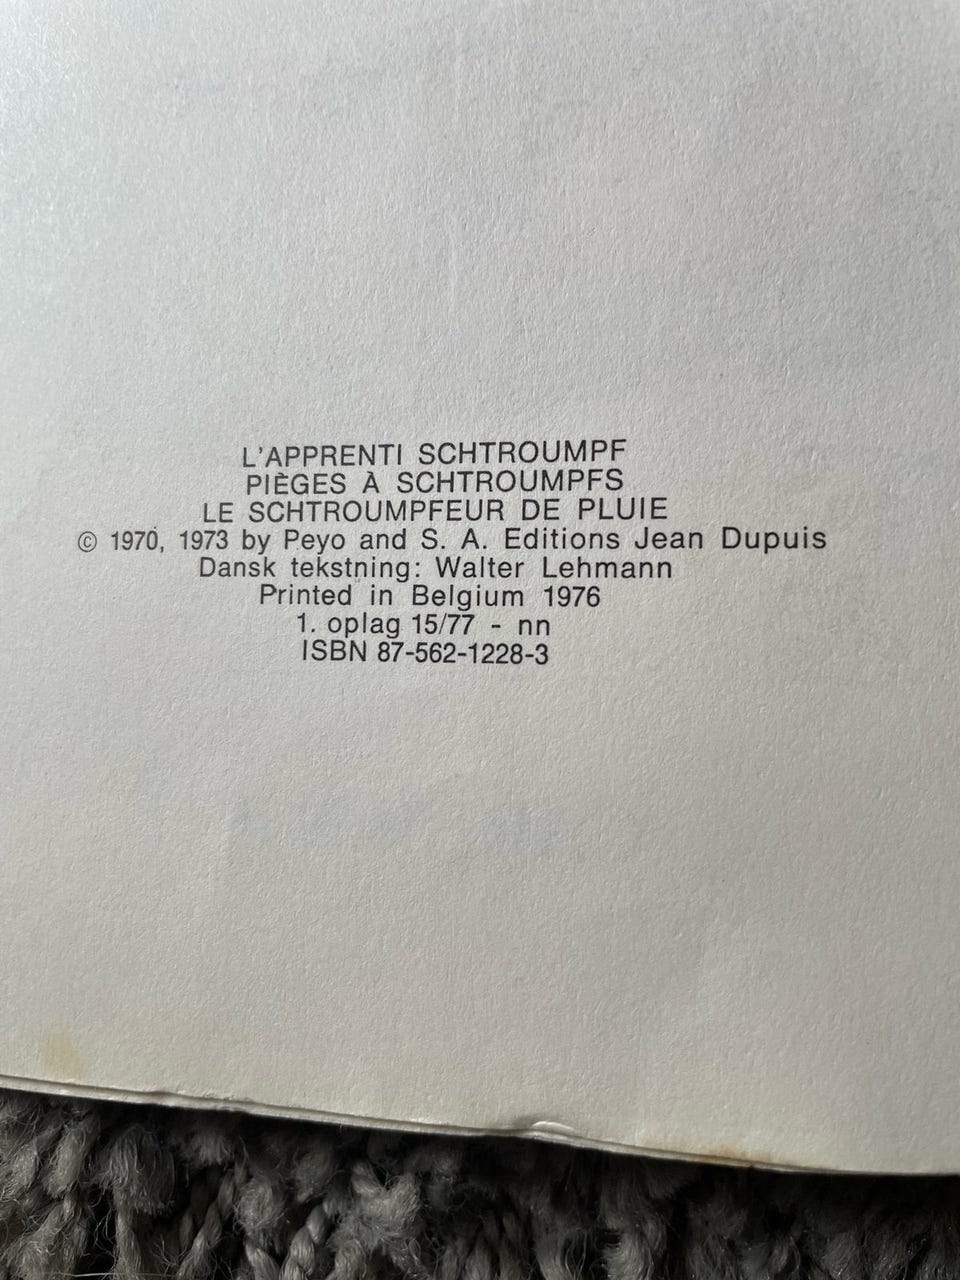 L'APPRENTI SCHTROUMPF
PIÈGES À SCHTROUMPFS
LE SCHTROUMPFEUR DE PLUIE
© 1970, 1973 by Peyo and S. A. Editions Jean Dupuis
Dansk tekstning: Walter Lehmann
Printed in Belgium 1976
1. oplag 15/77 - nn
ISBN 87-562-1228-3